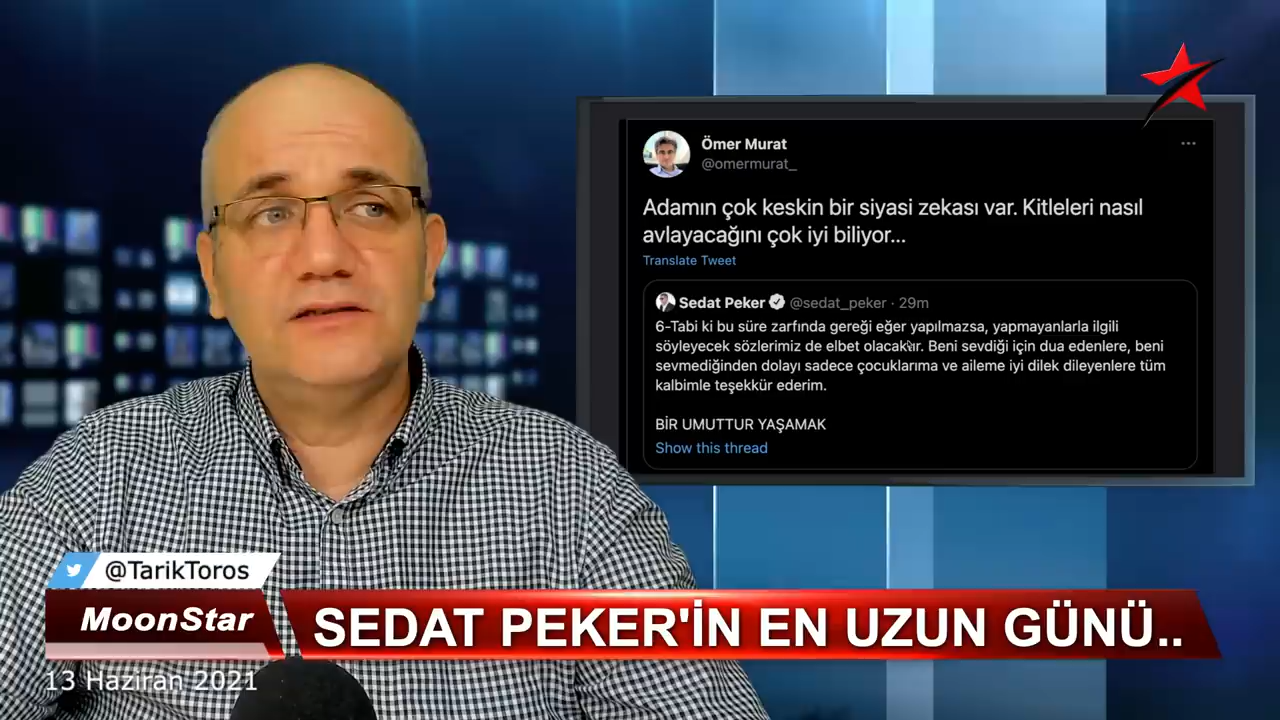 Ömer Murat
@omermurat_
Adamın çok keskin bir siyasi zekası var. Kitleleri nasıl
avlayacağını çok iyi biliyor...
Translate Tweet
Sedat Peker @sedat_peker · 29m
6-Tabi ki bu süre zarfında gereği eğer yapılmazsa, yapmayanlarla ilgili
söyleyecek sözlerimiz de elbet olacaktır. Beni sevdiği için dua edenlere, beni
sevmediğinden dolayı sadece çocuklarıma ve aileme iyi dilek dileyenlere tüm
kalbimle teşekkür ederim.
BİR UMUTTUR YAŞAMAK
Show this thread
@TarikToros
MoonStar
SEDAT PEKER'İN EN UZUN GÜNÜ..
13 Haziran 2021